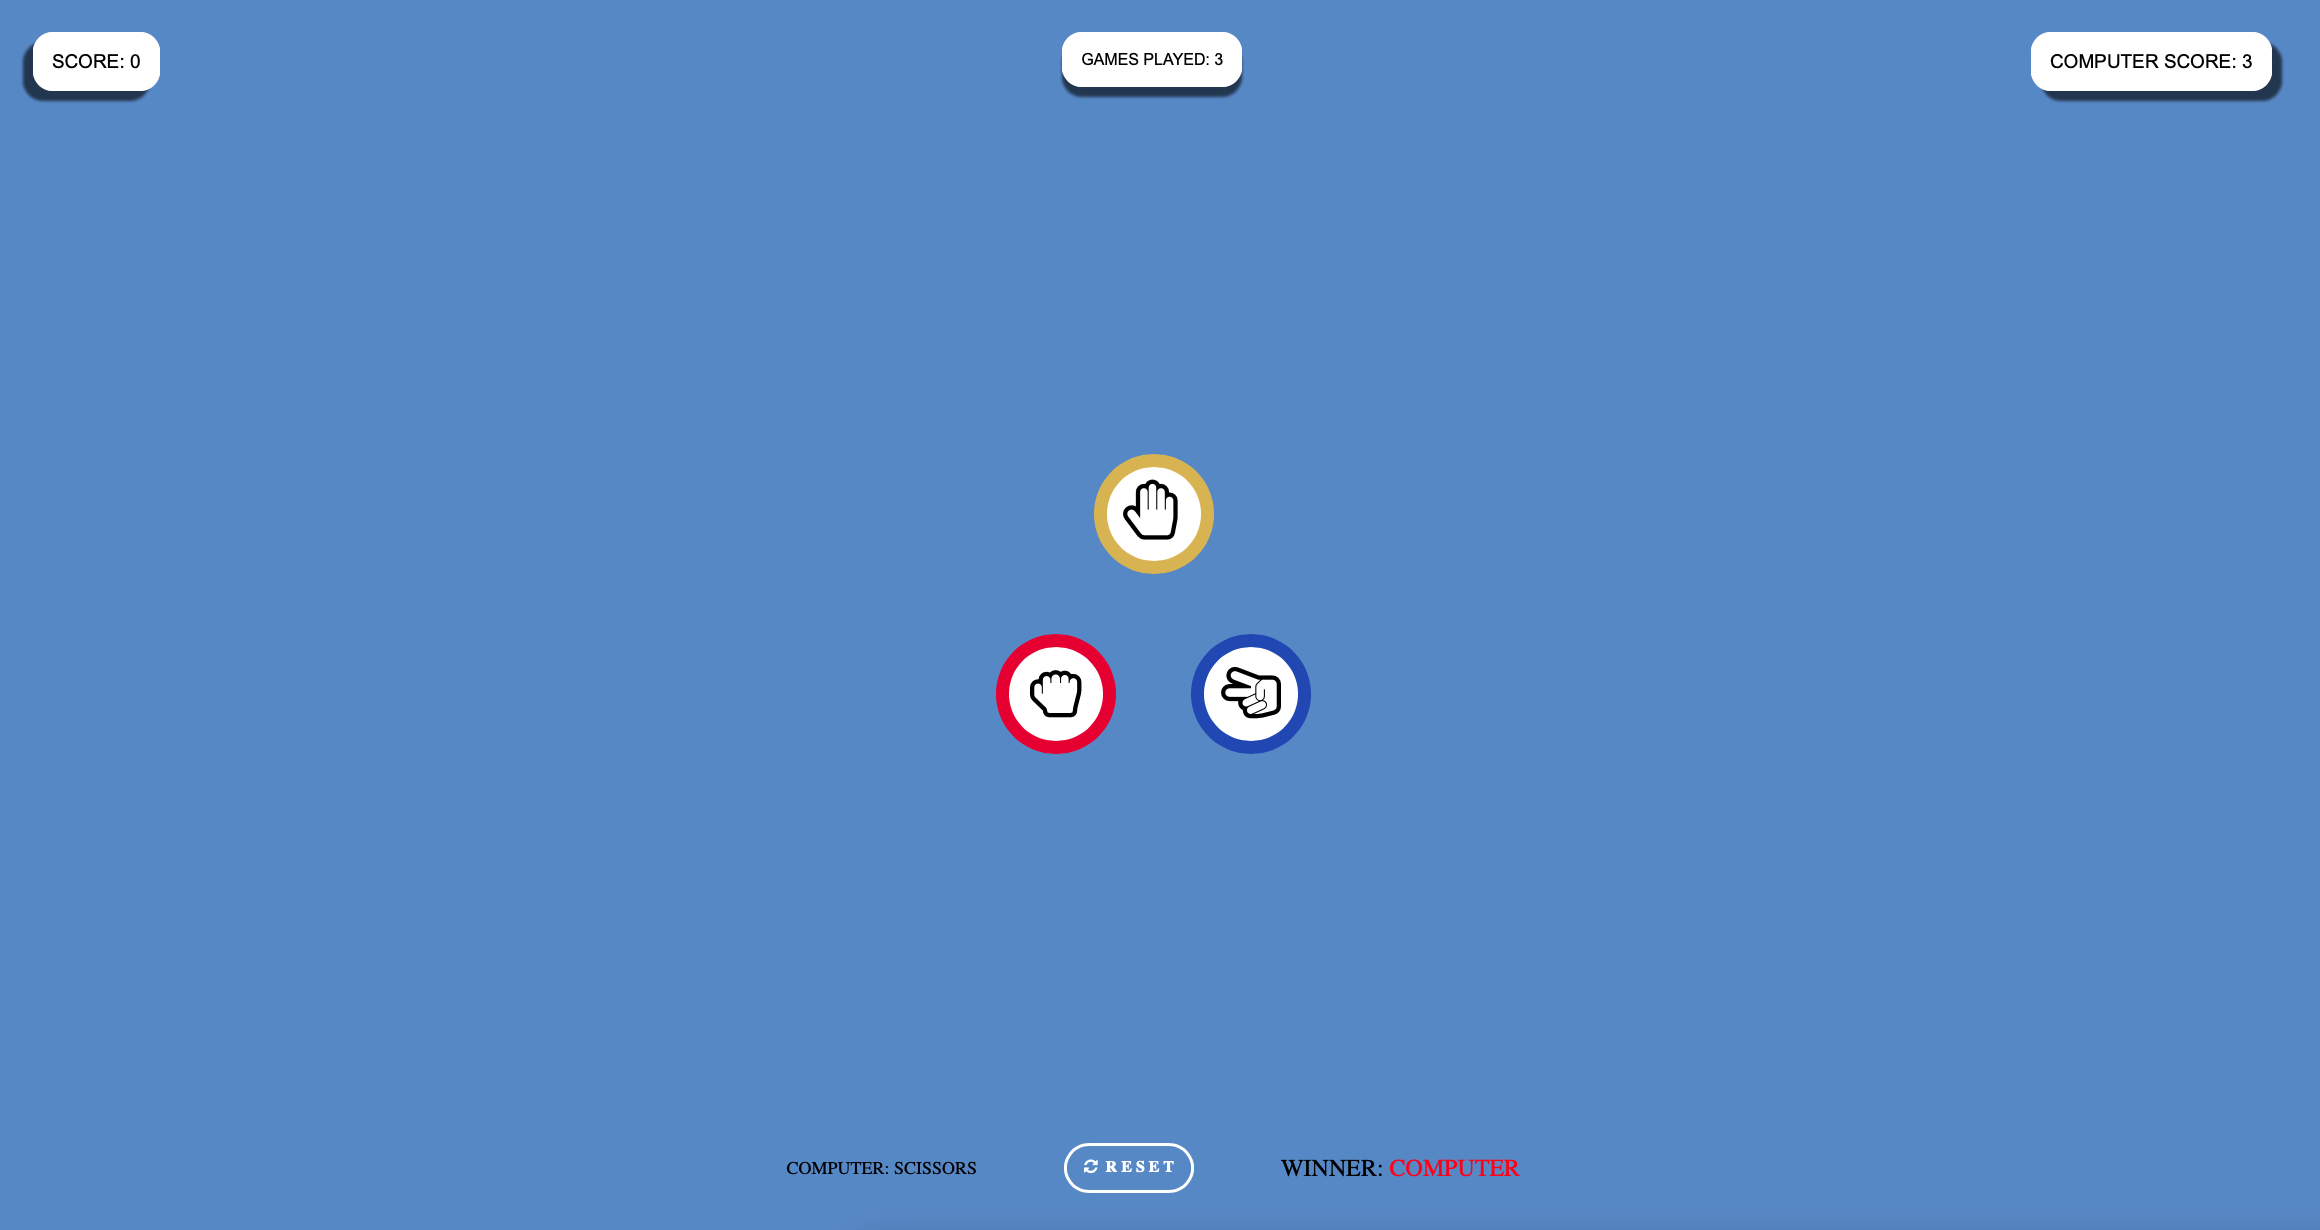 SCORE: 0
GAMES PLAYED: 3
COMPUTER SCORE: 3
COMPUTER: SCISSORS
RESET
WINNER: COMPUTER